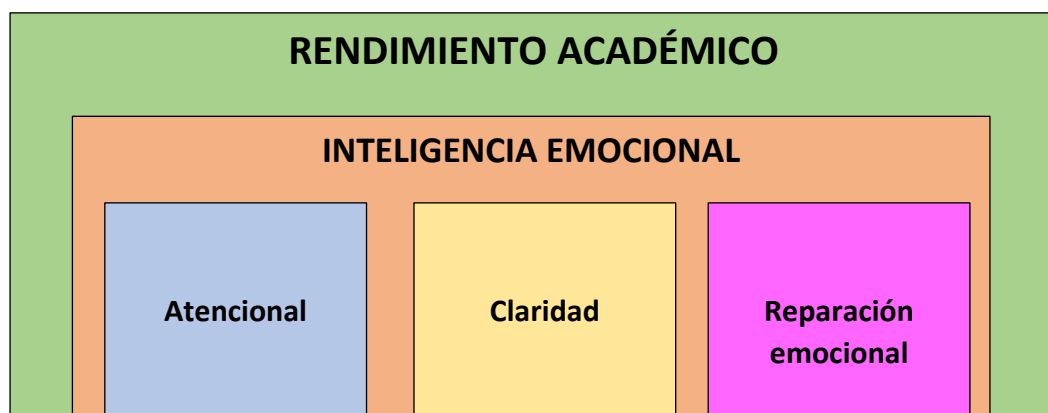 RENDIMIENTO ACADÉMICO
INTELIGENCIA EMOCIONAL
Atencional
Claridad
Reparación
emocional